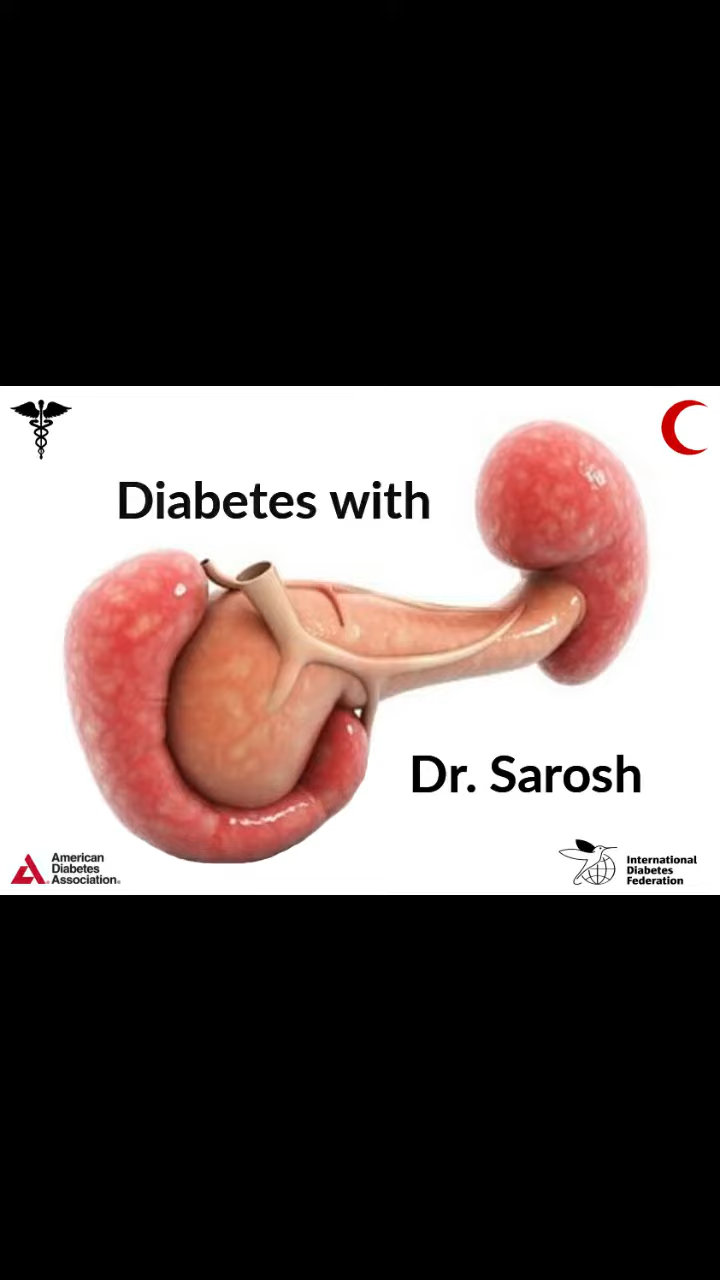 Diabetes with
Dr. Sarosh
American
Diabetes
Association®
International
Diabetes
Federation